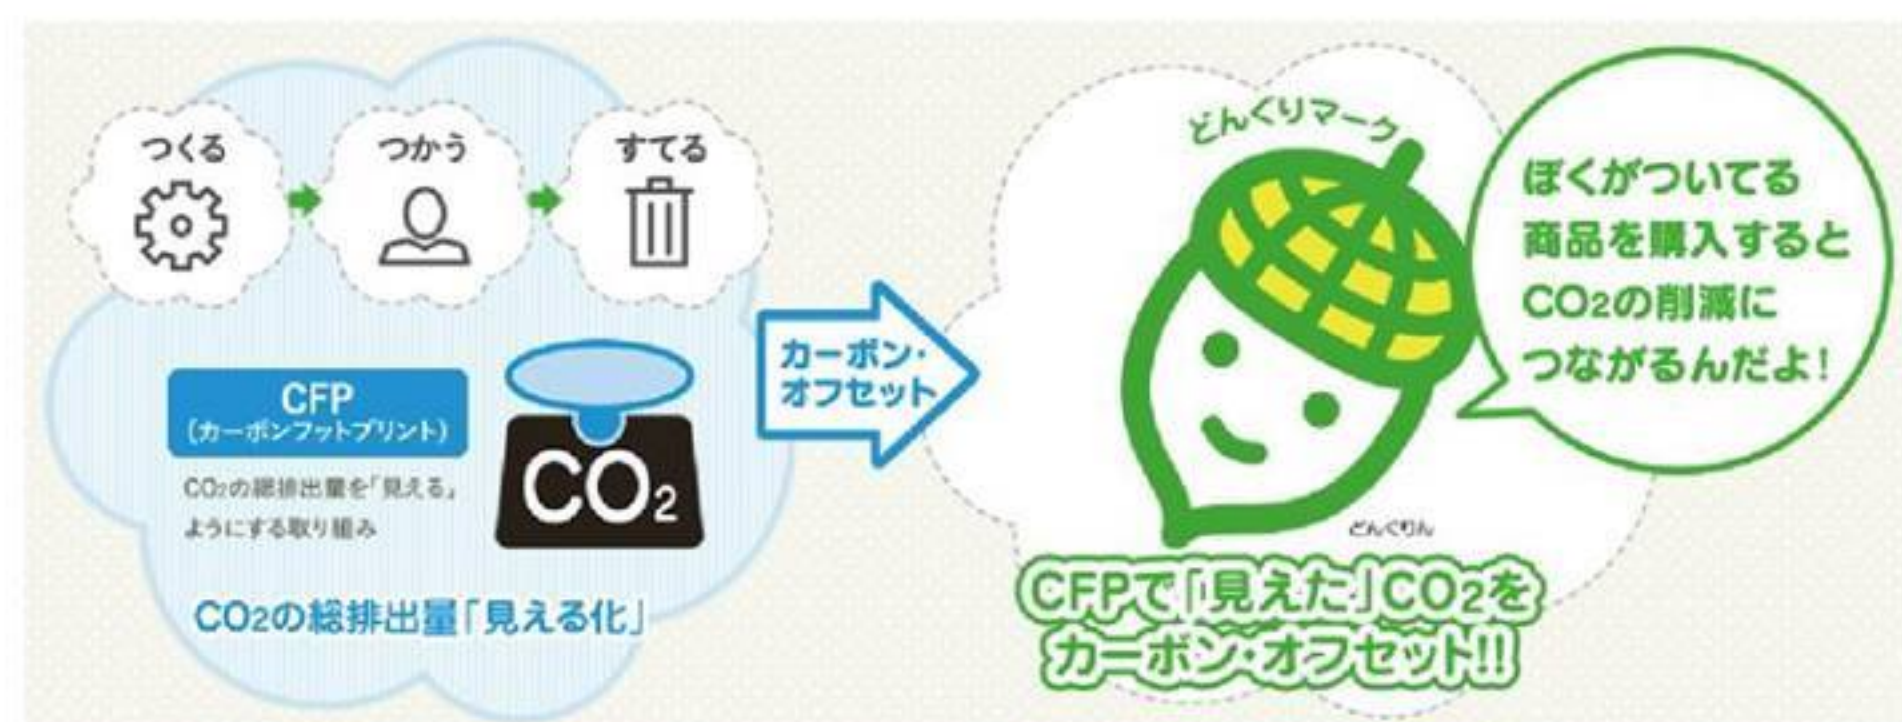 つくる
つかう
すてる
CFP
(カーボンフットプリント)
CO2の総排出量を「見える」
ようにする取り組み
CO2
CO2の総排出量「見える化」
カーボン・
オフセット
どんぐりマーク
ぼくがついてる
商品を購入すると
CO2の削減に
つながるんだよ!
どんぐりん
CFPで「見えた」CO2を
カーボン・オフセット!!